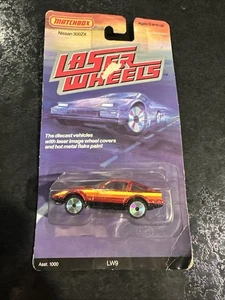 MATCHBOX
Nissan 300ZX
LASER
WHEELS
The diecast vehicles
with laser image wheel covers
and hot metal flake paint
Asst. 1000
LW9